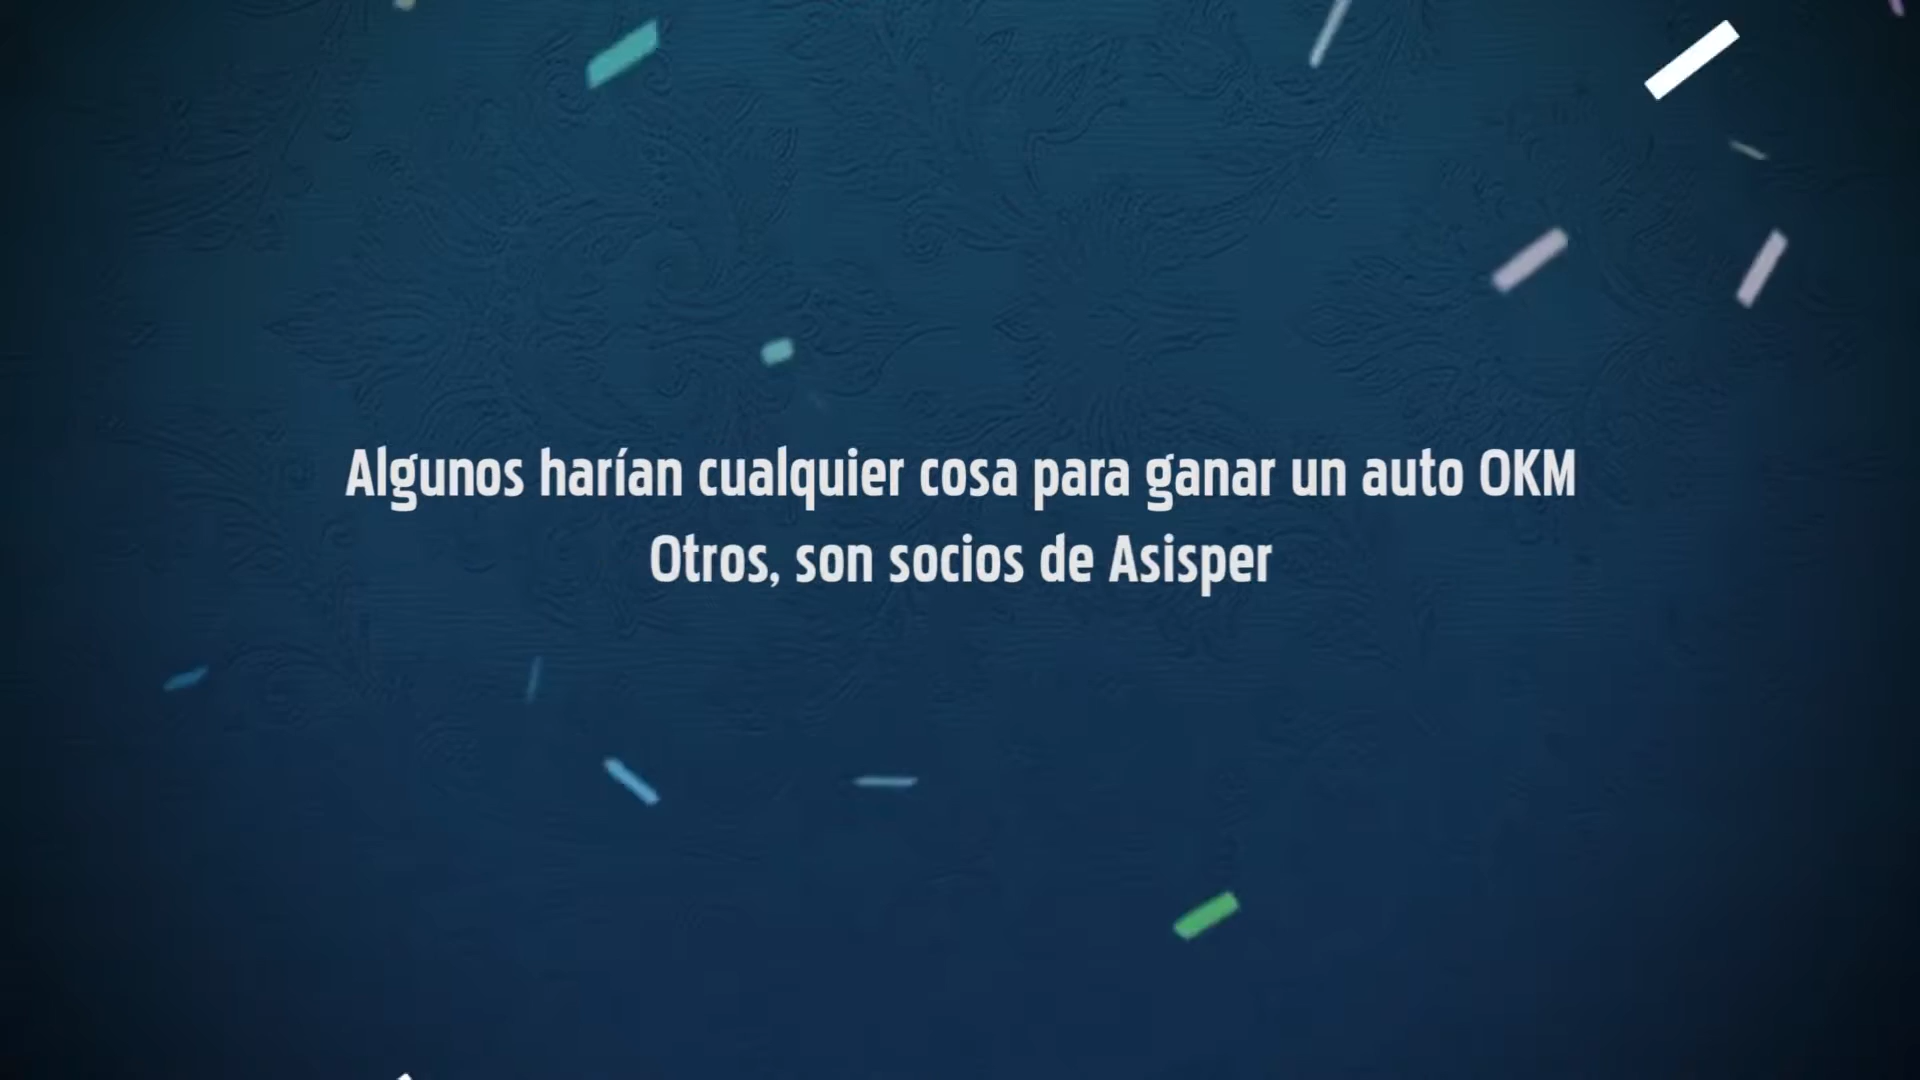 Algunos harían cualquier cosa para ganar un auto OKM
Otros, son socios de Asisper